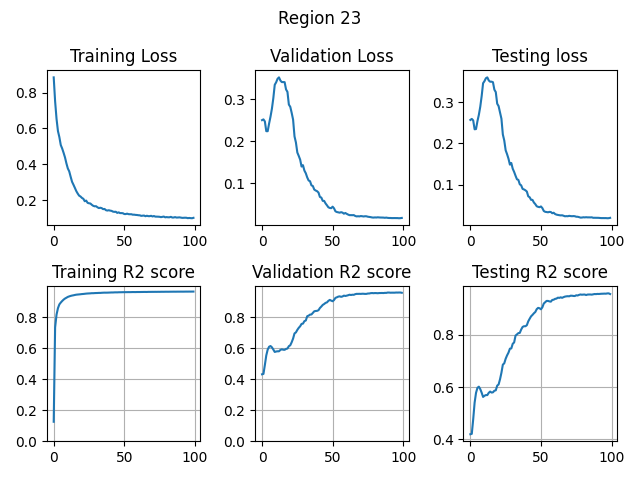 Region 23
Training Loss
Validation Loss
Testing loss
0.8
0.6
0.4
0.2
0 50 100
0.3
0.2
0.1
0 50 100
0.3
0.2
0.1
0 50 100
Training R2 score
Validation R2 score
Testing R2 score
0.8
0.6
0.4
0.2
0.0
0 50 100
0.8
0.6
0.4
0.2
0.0
0 50 100
0.8
0.6
0.4
0 50 100